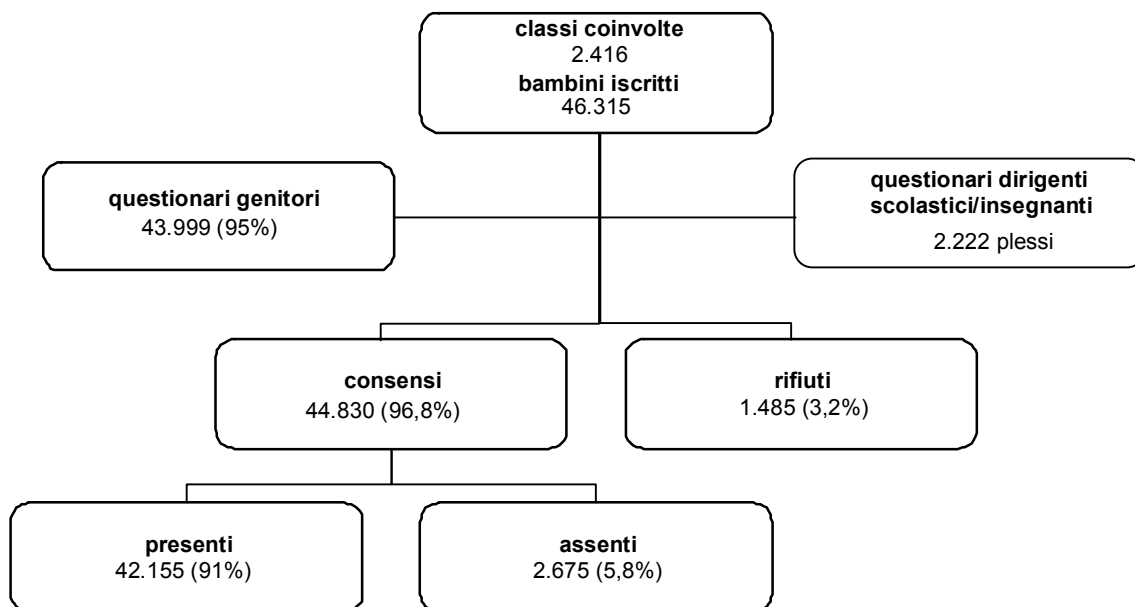 classi coinvolte
2.416
bambini iscritti
46.315
questionari genitori
43.999 (95%)
questionari dirigenti
scolastici/insegnanti
2.222 plessi
consensi
44.830 (96,8%)
rifiuti
1.485 (3,2%)
presenti
42.155 (91%)
assenti
2.675 (5,8%)